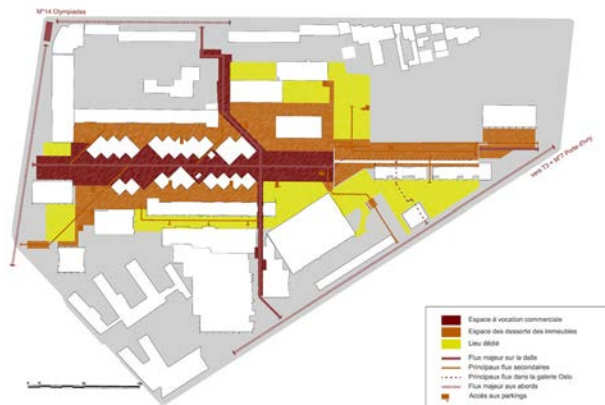 M°14 Olympiades
vers T3 + M°7 Porte d'Ivry
Espace à vocation commerciale
Espace des desserte des immeubles
Lieu dédié
Flux majeur sur la dalle
Principaux flux secondaires
Principaux flux dans la galerie Oslo
Flux majeur aux abords
Accès aux parkings